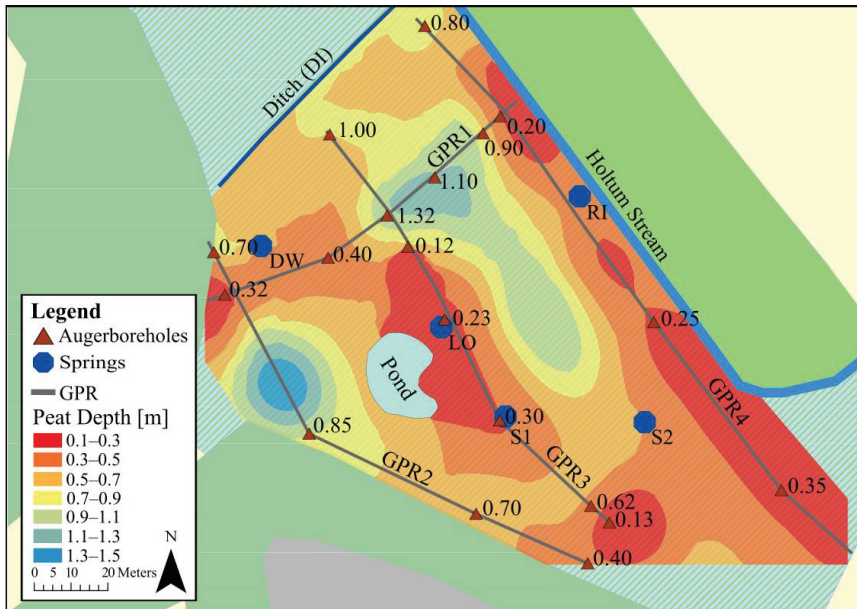 0.80
Ditch (DI)
1.00
GPR1
0.20
0.90
1.10
Holtum Stream
RI
1.32
0.12
0.70
DW
0.40
0.32
Legend
Augerboreholes
Springs
GPR
Peat Depth [m]
0.1–0.3
0.3–0.5
0.5–0.7
0.7–0.9
0.9–1.1
1.1–1.3
1.3–1.5
N
0 10 20 Meters
0.23
LO
0.25
Pond
GPR4
0.30
S1
S2
0.85
GPR2
GPR3
0.35
0.70
0.62
0.13
0.40